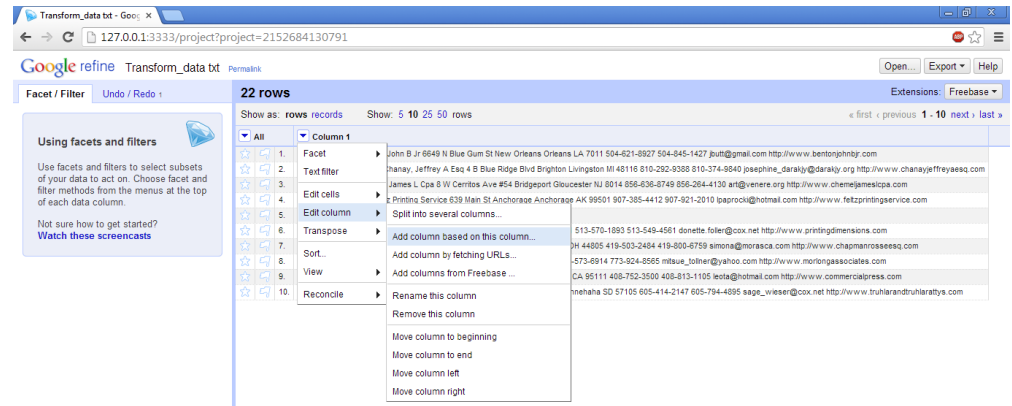 Transform_data txt - Goog
127.0.0.1:3333/project?project=2152684130791
ABP
Google refine Transform_data txt Permalink
Open... Export Help
Facet / Filter Undo / Redo 1
22 rows
Extensions: Freebase
Show as: rows records Show: 5 10 25 50 rows
« first ‹ previous 1 - 10 next › last »
All Column 1
Using facets and filters
Use facets and filters to select subsets
of your data to act on. Choose facet and
filter methods from the menus at the top
of each data column.
Not sure how to get started?
Watch these screencasts
1. John B Jr 6649 N Blue Gum St New Orleans Orleans LA 7011 504-621-8927 504-845-1427 jbutt@gmail.com http://www.bentonjohnbjr.com
2. Chanay, Jeffrey A Esq 4 B Blue Ridge Blvd Brighton Livingston MI 48116 810-292-9388 810-374-9840 josephine_darakjy@darakjy.org http://www.chanayjeffreyaesq.com
3. James L Cpa 8 W Cerritos Ave #54 Bridgeport Gloucester NJ 8014 856-636-8749 856-264-4130 art@venere.org http://www.chemeljameslcpa.com
4. Printing Service 639 Main St Anchorage Anchorage AK 99501 907-385-4412 907-921-2010 lpaprocki@hotmail.com http://www.feltzprintingservice.com
5.
6. 513-570-1893 513-549-4561 donette.foler@cox.net http://www.printingdimensions.com
7. OH 44805 419-503-2484 419-800-6759 simona@morasca.com http://www.chapmanrosseesq.com
8. -573-6914 773-924-8565 mitsue_tollner@yahoo.com http://www.morlongassociates.com
9. CA 95111 408-752-3500 408-813-1105 leota@hotmail.com http://www.commercialpress.com
10. nnehaha SD 57105 605-414-2147 605-794-4895 sage_wieser@cox.net http://www.truhlarandtruhlarattys.com
Facet
Text filter
Edit cells
Edit column
Transpose
Sort...
View
Reconcile
Split into several columns...
Add column based on this column...
Add column by fetching URLs...
Add columns from Freebase ...
Rename this column
Remove this column
Move column to beginning
Move column to end
Move column left
Move column right